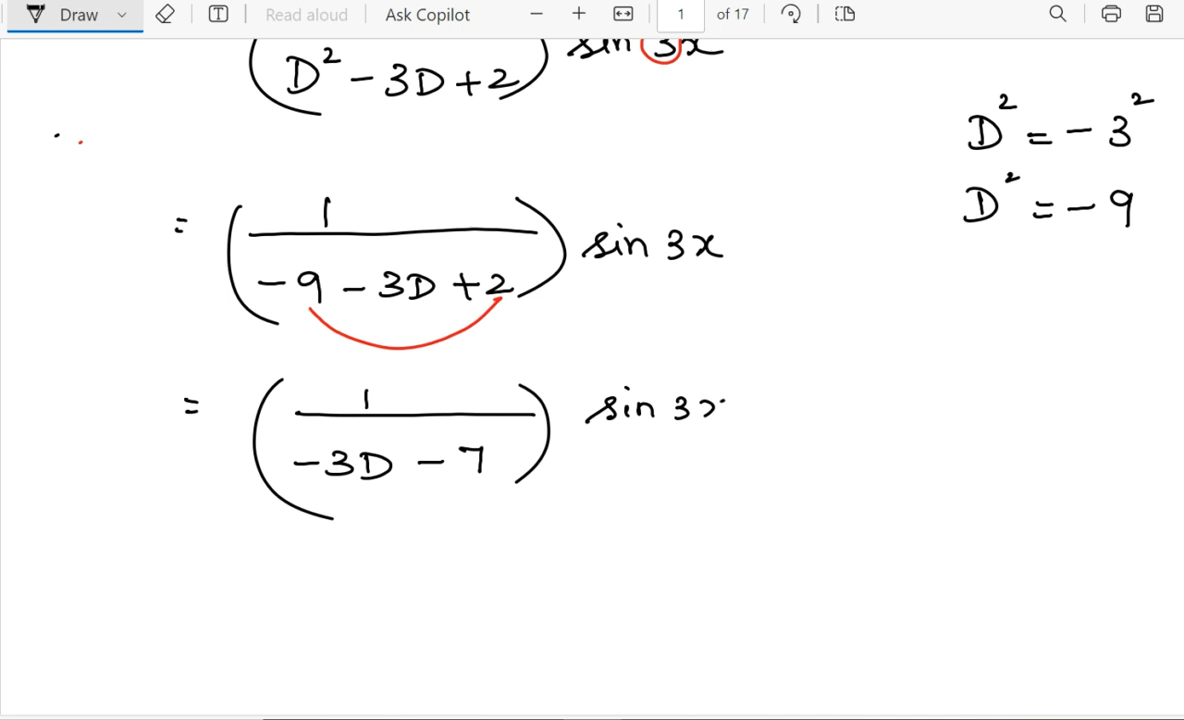 Draw Read aloud Ask Copilot − + 1 of 17
(D² - 3D + 2) sin 3x
D² = - 3²
D² = - 9
= (1 / (-9 - 3D + 2)) sin 3x
= (1 / (-3D - 7)) sin 3x